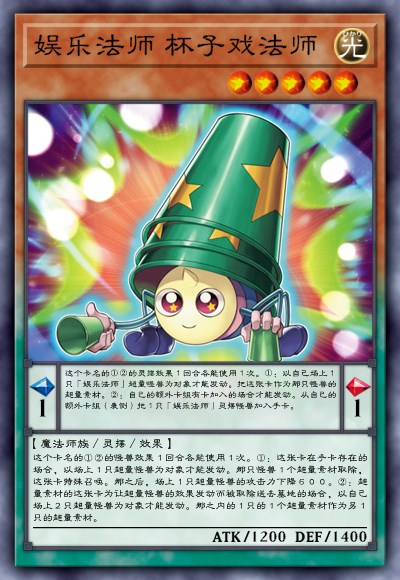 娱乐法师 杯子戏法师
光
这个卡名的①②的灵摆效果1回合各能使用1次。①：以自己场上1
只「娱乐法师」超量怪兽为对象才能发动。把这张卡作为那只怪兽的
超量素材。②：自己的额外卡组有卡加入的场合才能发动。从自己的
额外卡组（表侧）把1只「娱乐法师」灵摆怪兽加入手卡。
1
1
【魔法师族／灵摆／效果】
这个卡名的①②的怪兽效果1回合各能使用1次。①：这张卡在手卡存在的
场合，以场上1只超量怪兽为对象才能发动。那只怪兽1个超量素材取除，
这张卡特殊召唤。那之后，场上1只超量怪兽的攻击力下降600。②：超
量素材的这张卡为让超量怪兽的效果发动而被取除送去墓地的场合，以自己
场上2只超量怪兽为对象才能发动。那之内的1只的1个超量素材作为另1
只的超量素材。
ATK/1200 DEF/1400